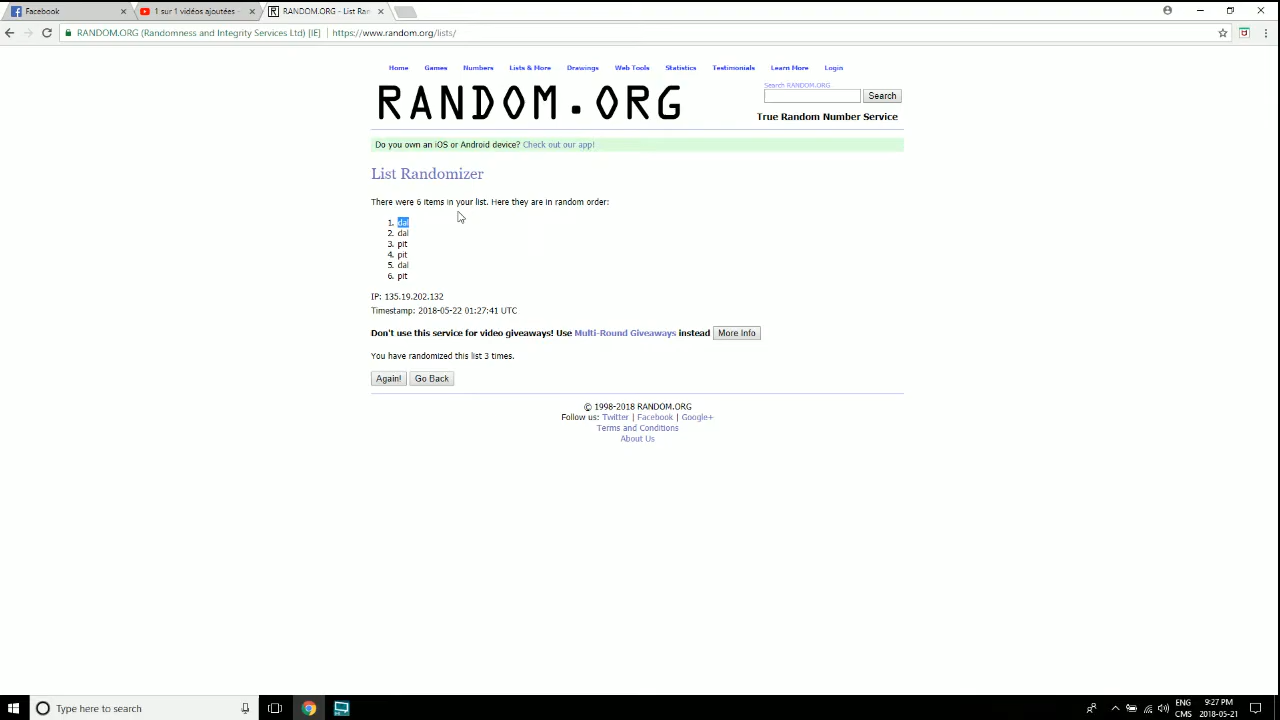 Facebook
1 sur 1 vidéos ajoutées
RANDOM.ORG - List Ran
RANDOM.ORG (Randomness and Integrity Services Ltd) [IE]
https://www.random.org/lists/
Home Games Numbers Lists & More Drawings Web Tools Statistics Testimonials Learn More Login
RANDOM.ORG
Search RANDOM.ORG
Search
True Random Number Service
Do you own an iOS or Android device? Check out our app!
List Randomizer
There were 6 items in your list. Here they are in random order:
1. dal
2. dal
3. pit
4. pit
5. dal
6. pit
IP: 135.19.202.132
Timestamp: 2018-05-22 01:27:41 UTC
Don't use this service for video giveaways! Use Multi-Round Giveaways instead More Info
You have randomized this list 3 times.
Again! Go Back
© 1998-2018 RANDOM.ORG
Follow us: Twitter | Facebook | Google+
Terms and Conditions
About Us
Type here to search
ENG
CMS
9:27 PM
2018-05-21